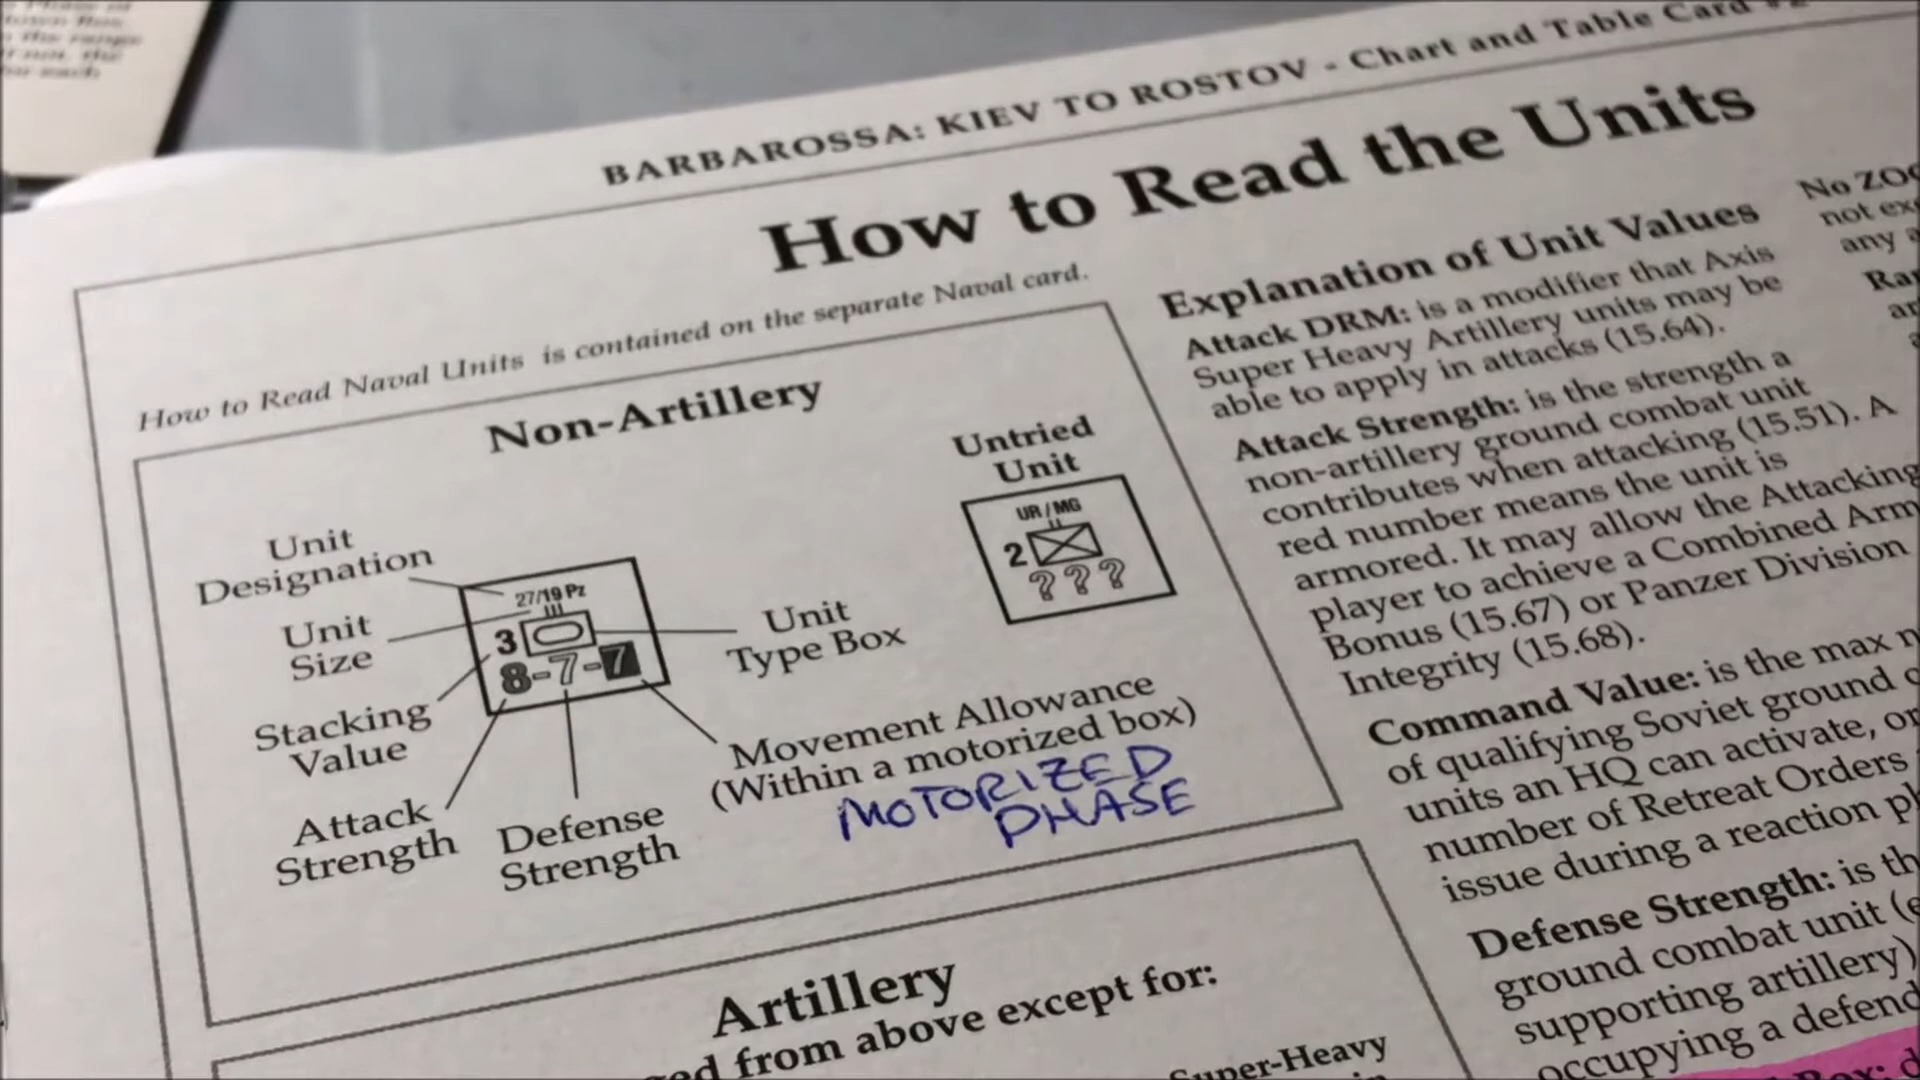 BARBAROSSA: KIEV TO ROSTOV - Chart and Table Card
How to Read the Units
How to Read Naval Units is contained on the separate Naval card.
Non-Artillery
Untried
Unit
UR/MG
2
? ? ?
Unit
Designation
Unit
Size
Stacking
Value
Attack
Strength
Defense
Strength
27/19 Pz
III
3
8-7-7
Unit
Type Box
Movement Allowance
(Within a motorized box)
MOTORIZED
PHASE
Artillery
from above except for:
Super-Heavy
Explanation of Unit Values
Attack DRM: is a modifier that Axis
Super Heavy Artillery units may be
able to apply in attacks (15.64).
Attack Strength: is the strength a
non-artillery ground combat unit
contributes when attacking (15.51). A
red number means the unit is
armored. It may allow the Attacking
player to achieve a Combined Arm
Bonus (15.67) or Panzer Division
Integrity (15.68).
Command Value: is the max
of qualifying Soviet ground
units an HQ can activate, or
number of Retreat Orders
issue during a reaction
Defense Strength: is
ground combat unit
supporting artillery)
occupying a
Box:
No ZOC
not
any